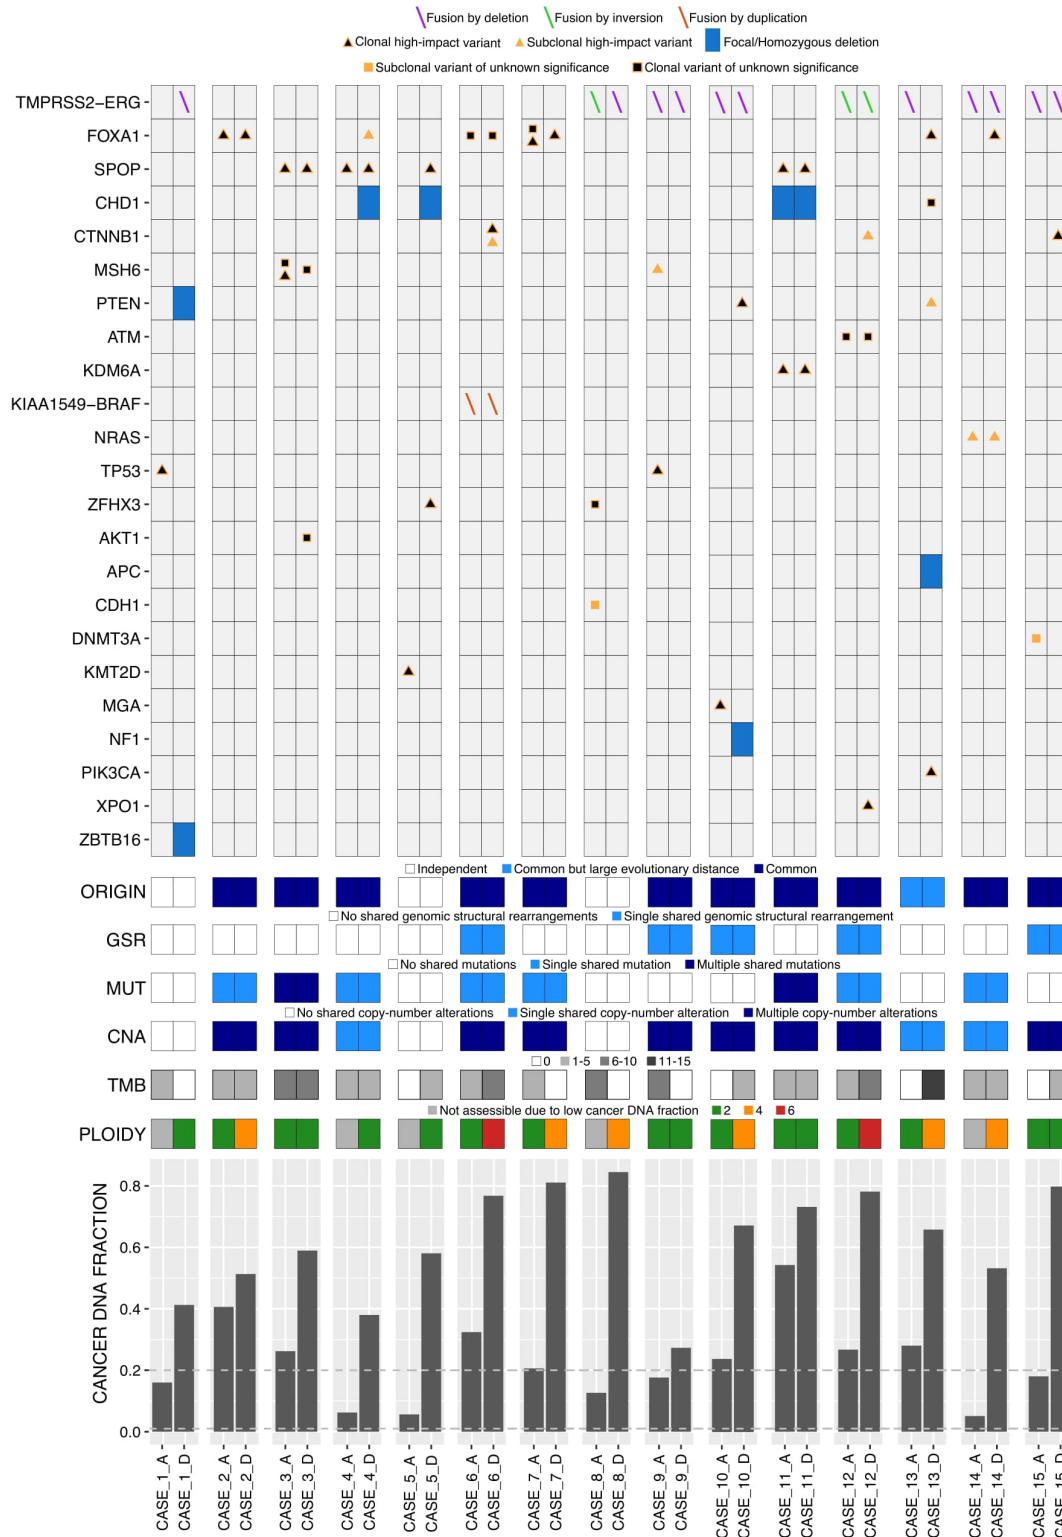 Fusion by deletion Fusion by inversion Fusion by duplication
Clonal high-impact variant Subclonal high-impact variant Focal/Homozygous deletion
Subclonal variant of unknown significance Clonal variant of unknown significance
TMPRSS2-ERG
FOXA1
SPOP
CHD1
CTNNB1
MSH6
PTEN
ATM
KDM6A
KIAA1549-BRAF
NRAS
TP53
ZFHX3
AKT1
APC
CDH1
DNMT3A
KMT2D
MGA
NF1
PIK3CA
XPO1
ZBTB16
Independent Common but large evolutionary distance Common
ORIGIN
No shared genomic structural rearrangements Single shared genomic structural rearrangement
GSR
No shared mutations Single shared mutation Multiple shared mutations
MUT
No shared copy-number alterations Single shared copy-number alteration Multiple copy-number alterations
CNA
0 1-5 6-10 11-15
TMB
Not assessible due to low cancer DNA fraction 2 4 6
PLOIDY
CANCER DNA FRACTION
0.8
0.6
0.4
0.2
0.0
CASE_1_A
CASE_1_D
CASE_2_A
CASE_2_D
CASE_3_A
CASE_3_D
CASE_4_A
CASE_4_D
CASE_5_A
CASE_5_D
CASE_6_A
CASE_6_D
CASE_7_A
CASE_7_D
CASE_8_A
CASE_8_D
CASE_9_A
CASE_9_D
CASE_10_A
CASE_10_D
CASE_11_A
CASE_11_D
CASE_12_A
CASE_12_D
CASE_13_A
CASE_13_D
CASE_14_A
CASE_14_D
CASE_15_A
CASE_15_D